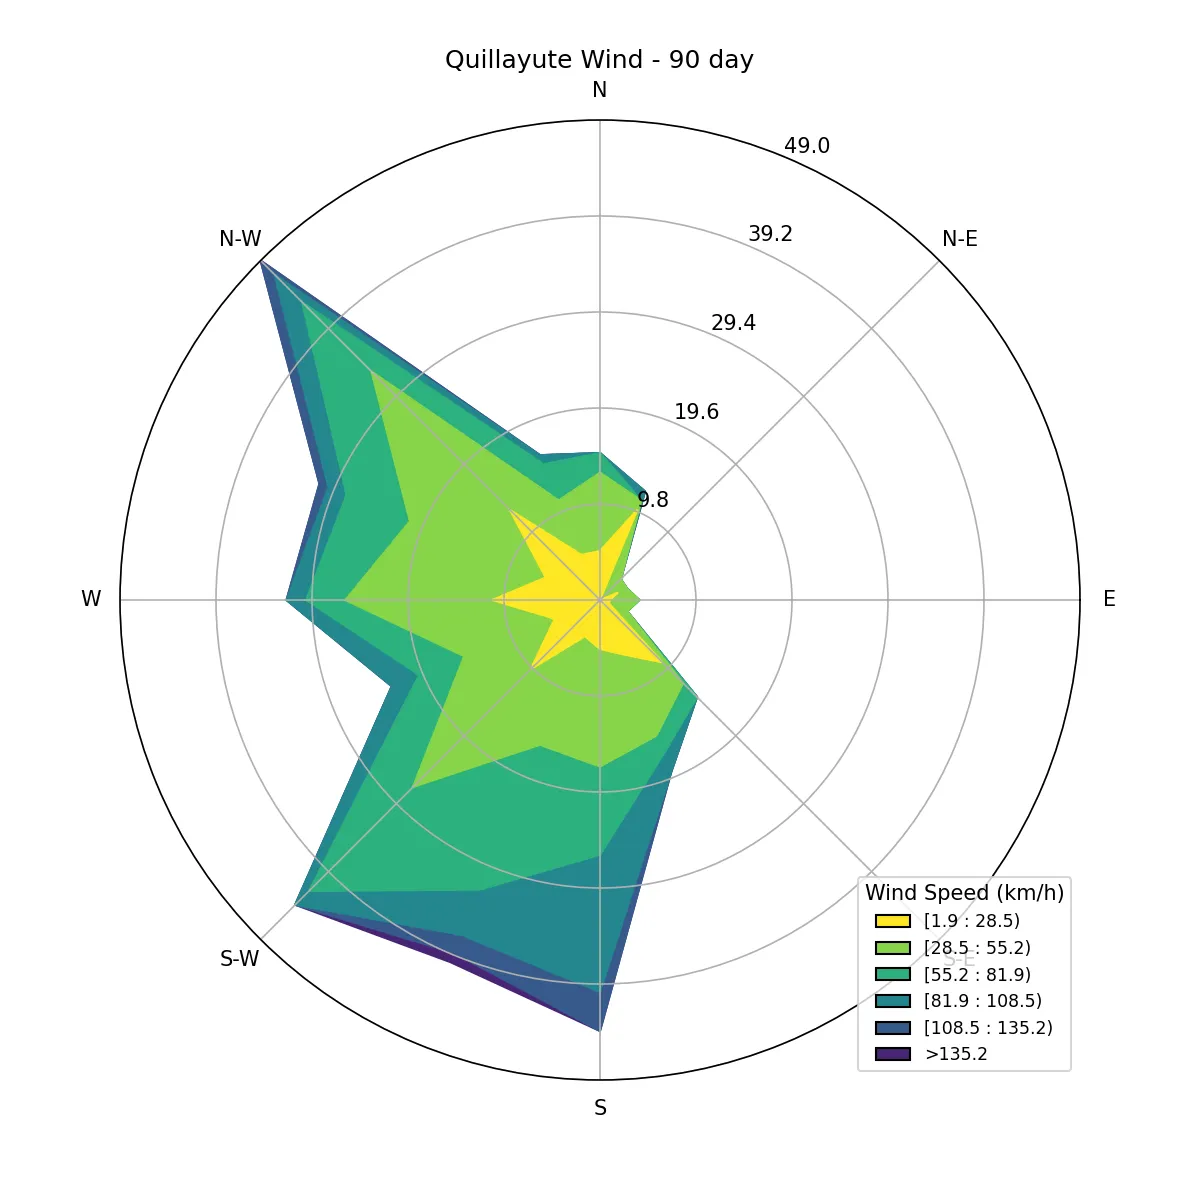 Quillayute Wind - 90 day
N
49.0
39.2
N-W
N-E
29.4
19.6
9.8
W
E
Wind Speed (km/h)
[1.9 : 28.5)
[28.5 : 55.2)
S-W
S-E
[55.2 : 81.9)
[81.9 : 108.5)
[108.5 : 135.2)
>135.2
S